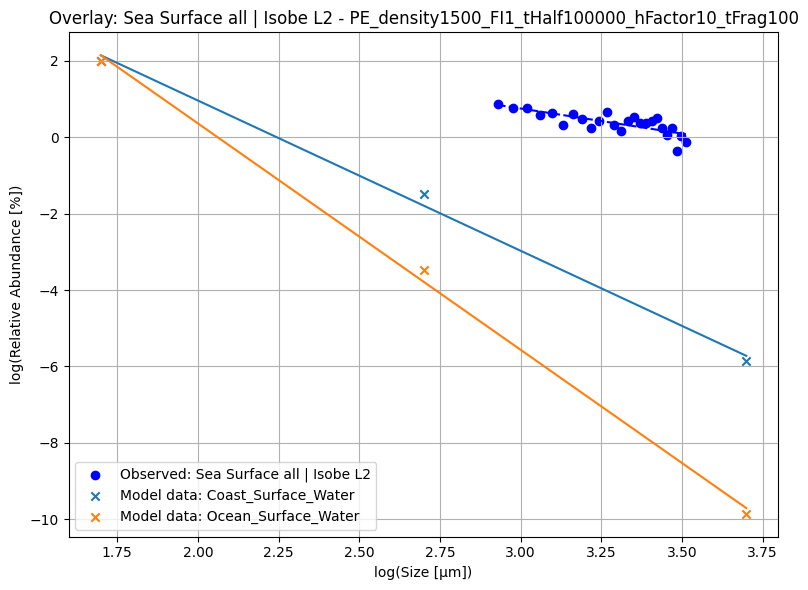 Overlay: Sea Surface all | Isobe L2 - PE_density1500_FI1_tHalf100000_hFactor10_tFrag100
log(Relative Abundance [%])
2
0
−2
−4
−6
−8
−10
Observed: Sea Surface all | Isobe L2
Model data: Coast_Surface_Water
Model data: Ocean_Surface_Water
1.75 2.00 2.25 2.50 2.75 3.00 3.25 3.50 3.75
log(Size [μm])